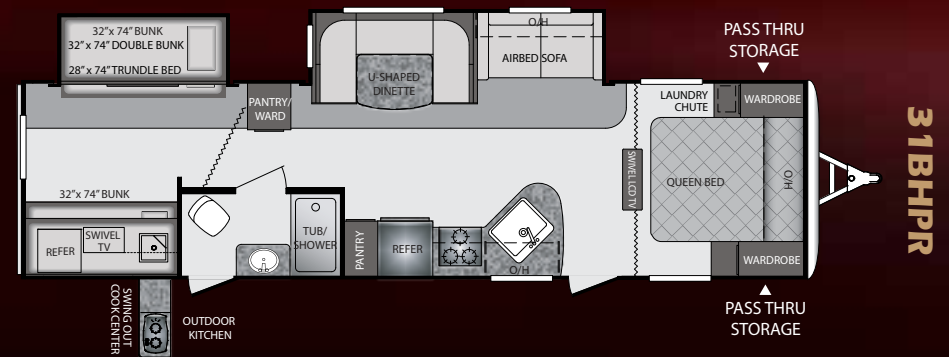 32"x 74" BUNK
32"x 74" DOUBLE BUNK
28"x 74" TRUNDLE BED
PANTRY/
WARD
U-SHAPED
DINETTE
O/H
AIRBED SOFA
PASS THRU
STORAGE
LAUNDRY
CHUTE
WARDROBE
SWIVEL LCD TV
QUEEN BED
O/H
WARDROBE
PASS THRU
STORAGE
32"x 74" BUNK
REFER
SWIVEL
TV
TUB/
SHOWER
PANTRY
REFER
O/H
SWING OUT
COOK CENTER
OUTDOOR
KITCHEN
31BHPR